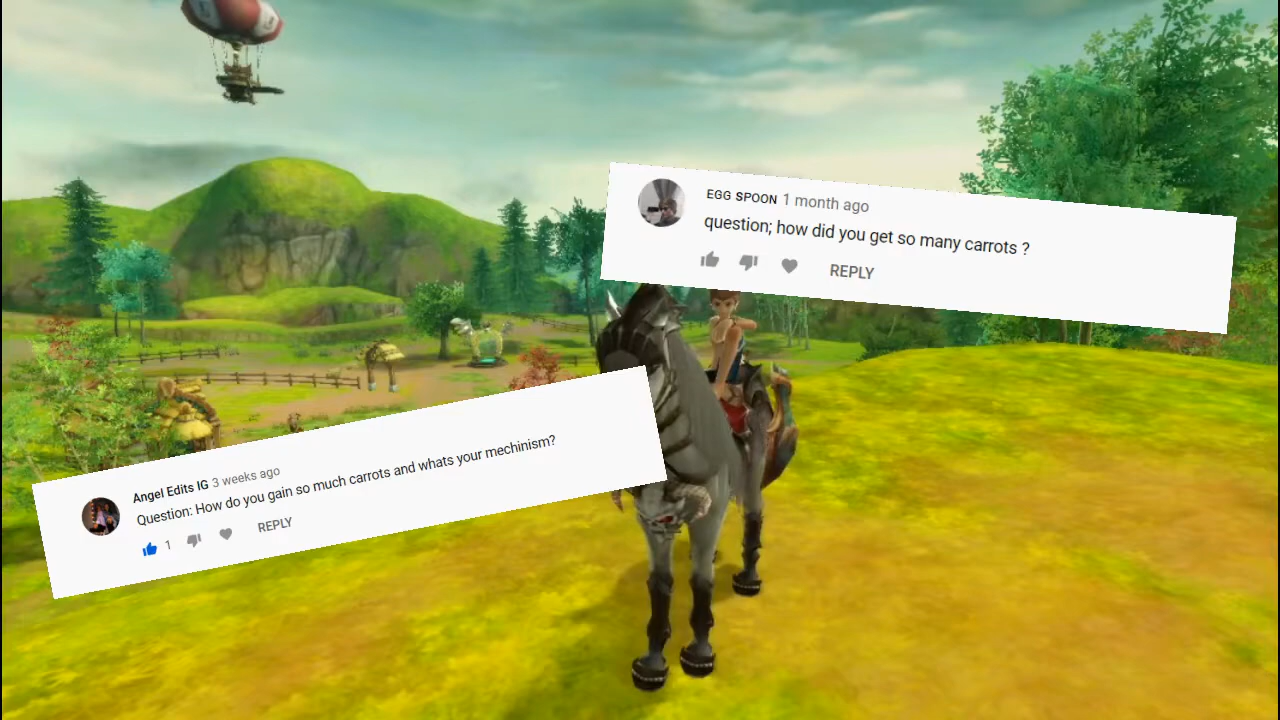 EGG SPOON 1 month ago
question; how did you get so many carrots ?
REPLY
Angel Edits IG 3 weeks ago
Question: How do you gain so much carrots and whats your mechinism?
1
REPLY